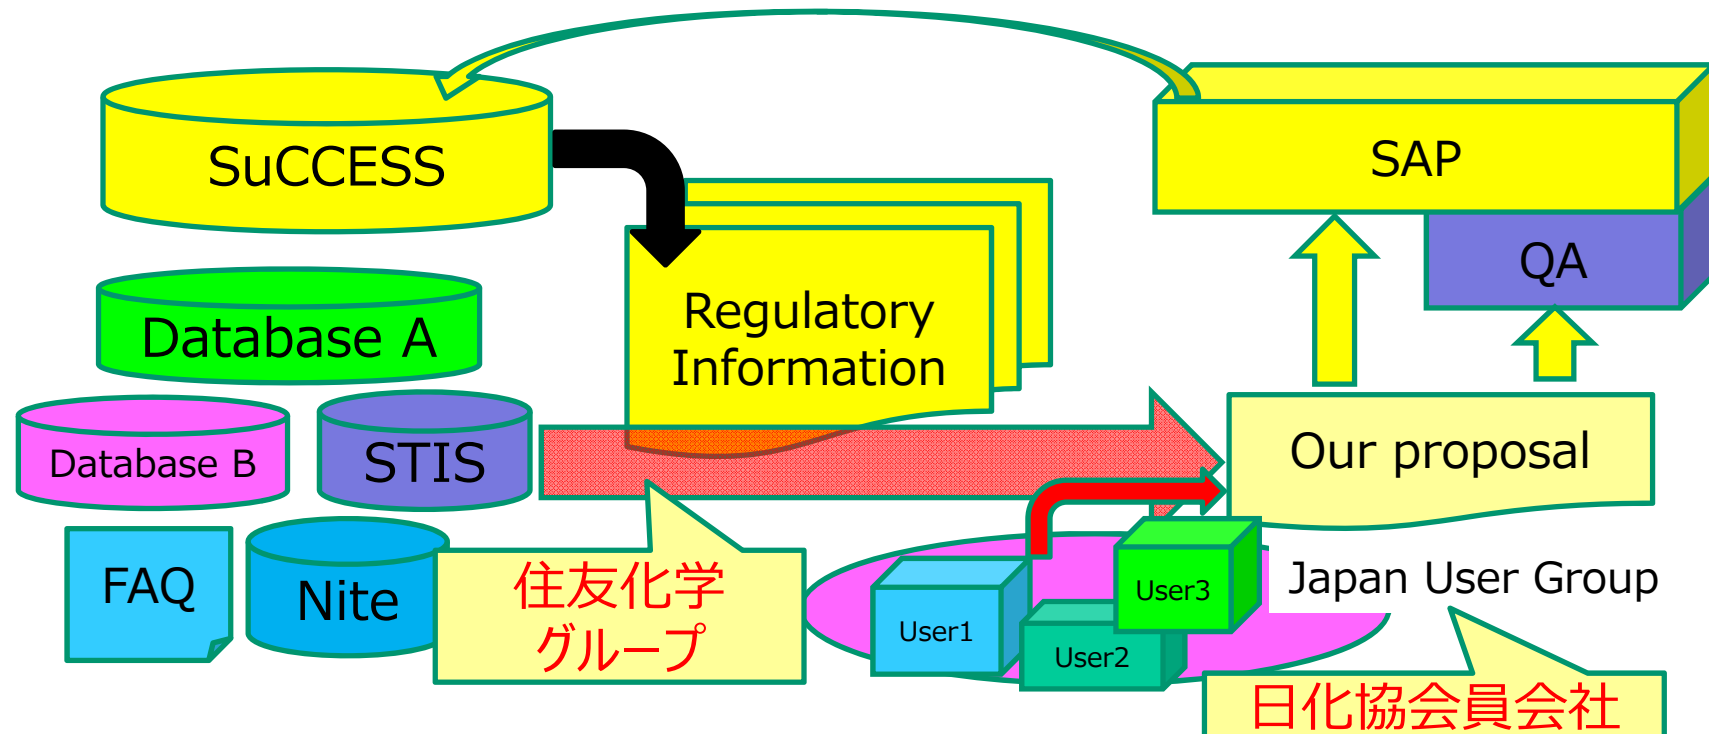 SuCCESS
SAP
QA
Regulatory
Information
Database A
Database B
STIS
Our proposal
FAQ
Nite
住友化学
グループ
User1
User2
User3
Japan User Group
日化協会員会社